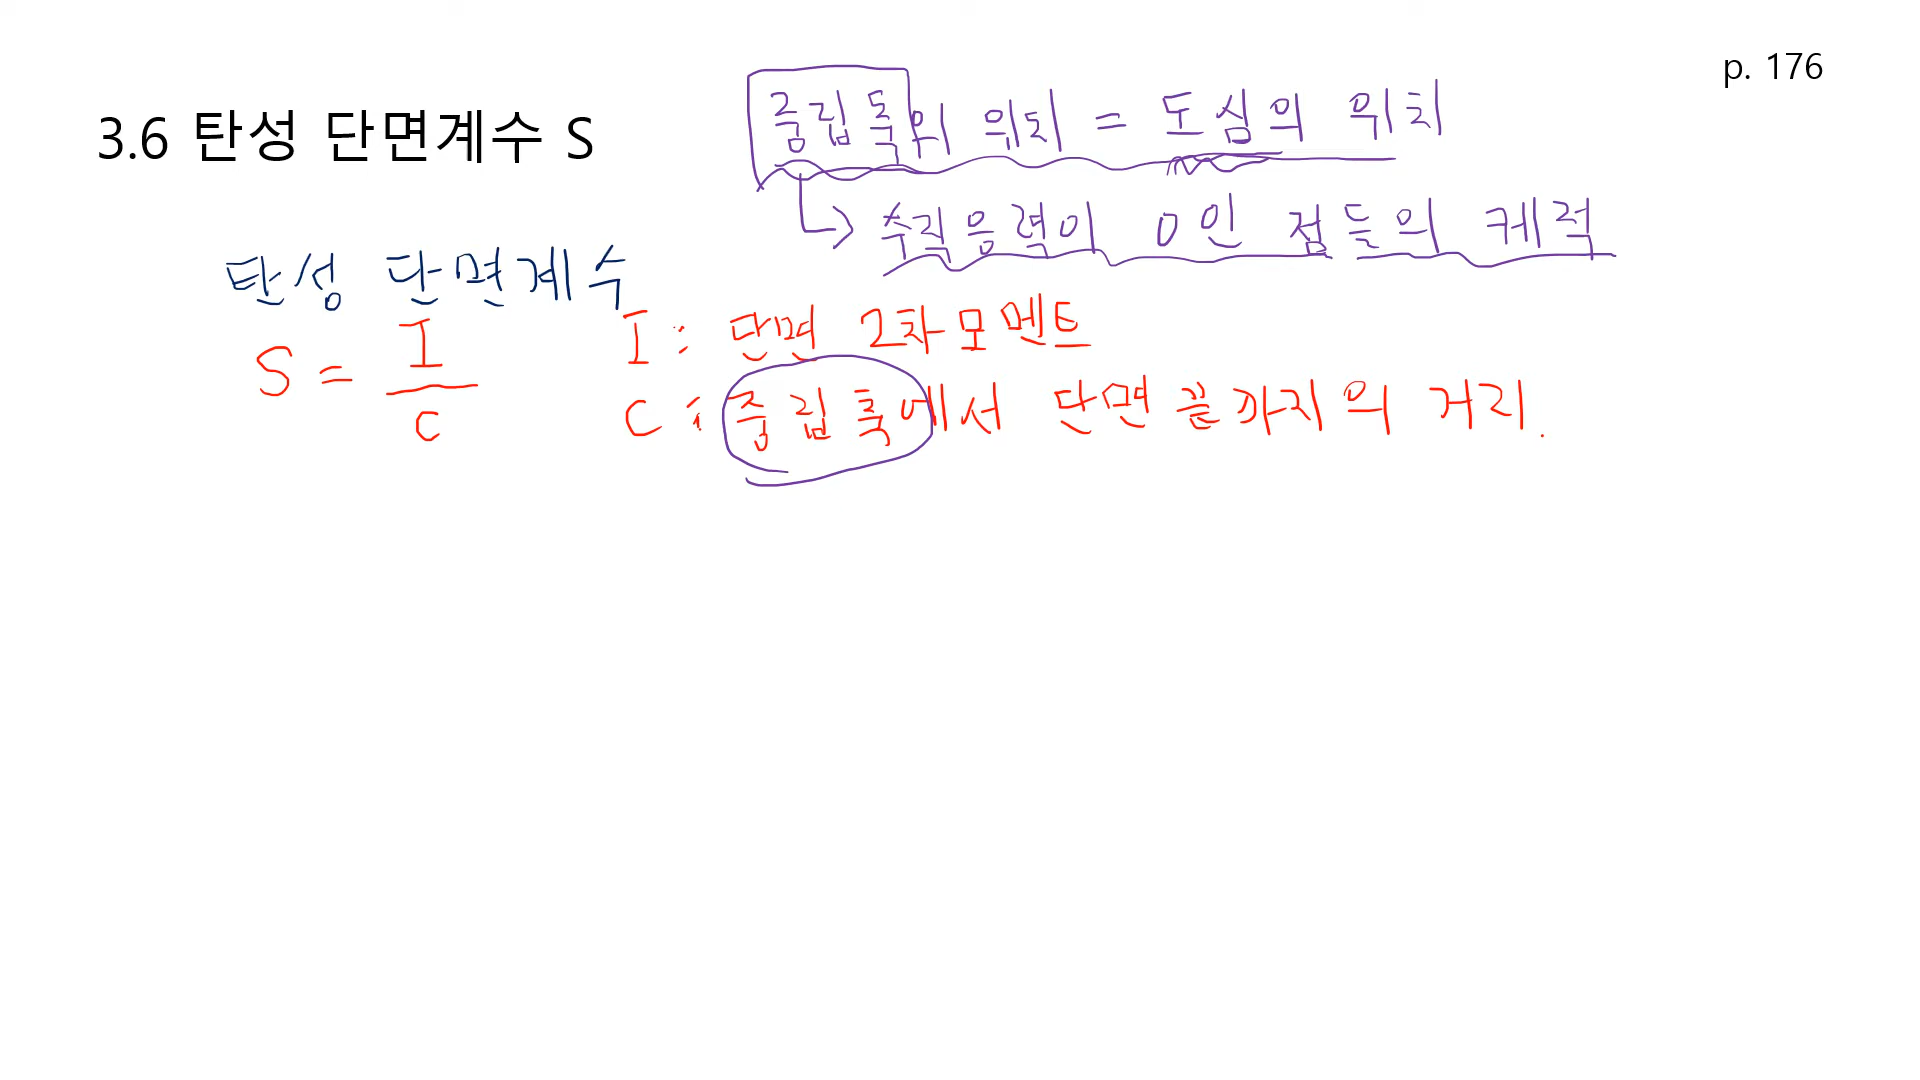 p. 176
3.6 탄성 단면계수 S
중립축의 위치 = 도심의 위치
수직응력이 0인 점들의 궤적
탄성 단면계수
S = I/C
I : 단면 2차모멘트
C : 중립축에서 단면 끝까지의 거리.